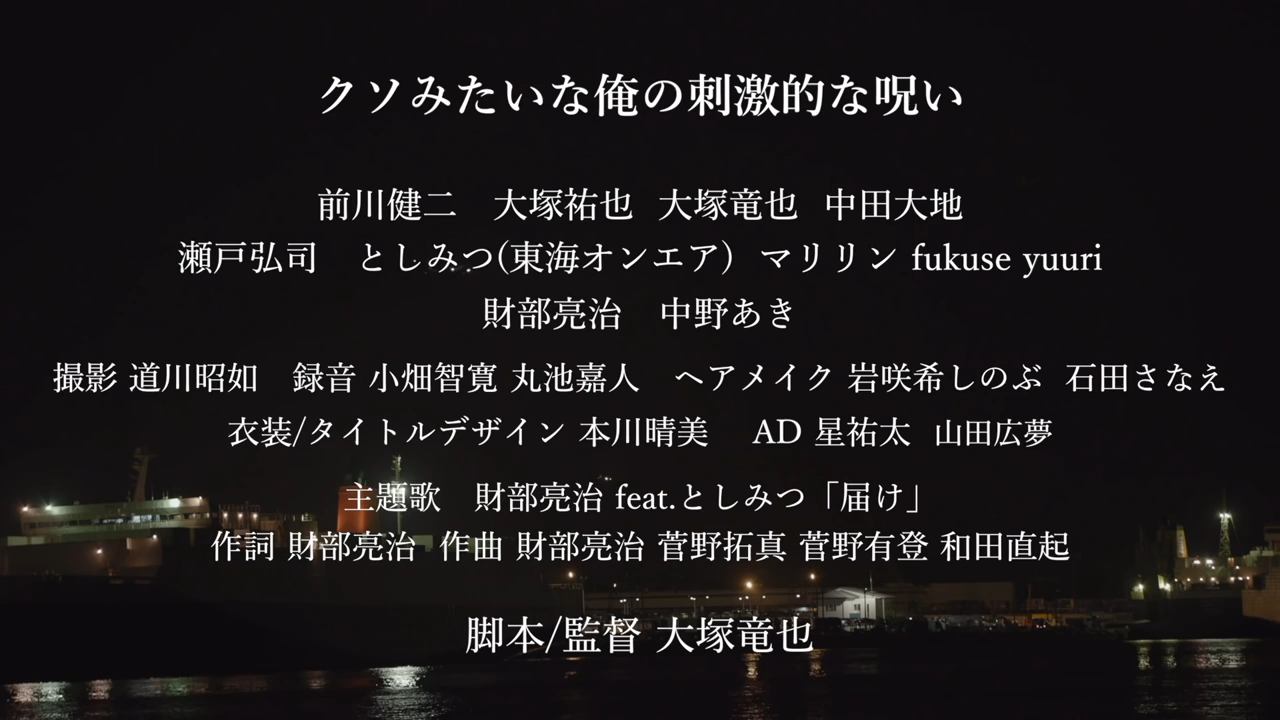 クソみたいな俺の刺激的な呪い
前川健二　大塚祐也　大塚竜也　中田大地
瀬戸弘司　としみつ(東海オンエア）マリリン fukuse yuuri
財部亮治　中野あき
撮影 道川昭如　録音 小畑智寛 丸池嘉人　ヘアメイク 岩咲希しのぶ　石田さなえ
衣装/タイトルデザイン 本川晴美　AD 星祐太　山田広夢
主題歌　財部亮治 feat.としみつ「届け」
作詞 財部亮治　作曲 財部亮治 菅野拓真 菅野有登 和田直起
脚本/監督 大塚竜也